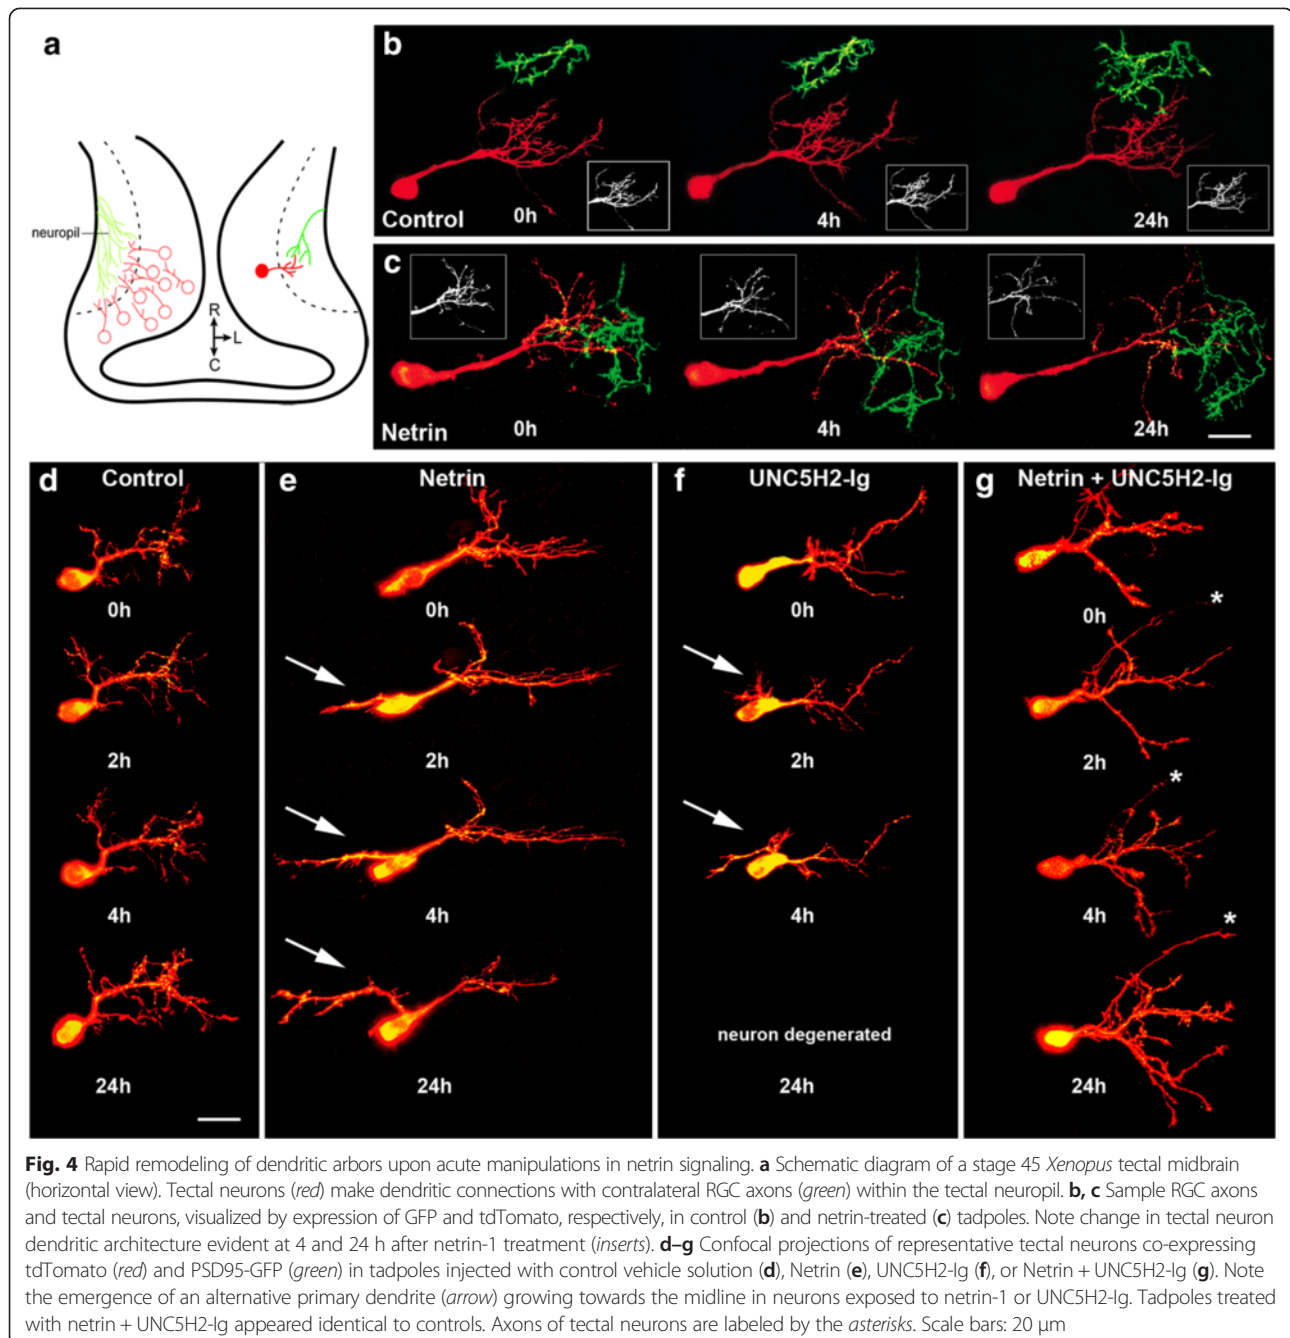 a
neuropil
R
L
C
b
Control
0h
4h
24h
c
Netrin
0h
4h
24h
d
Control
0h
2h
4h
24h
e
Netrin
0h
2h
4h
24h
f
UNC5H2-Ig
0h
2h
4h
neuron degenerated
24h
g
Netrin + UNC5H2-Ig
0h
*
2h
*
4h
*
24h
Fig. 4 Rapid remodeling of dendritic arbors upon acute manipulations in netrin signaling. a Schematic diagram of a stage 45 Xenopus tectal midbrain
(horizontal view). Tectal neurons (red) make dendritic connections with contralateral RGC axons (green) within the tectal neuropil. b, c Sample RGC axons
and tectal neurons, visualized by expression of GFP and tdTomato, respectively, in control (b) and netrin-treated (c) tadpoles. Note change in tectal neuron
dendritic architecture evident at 4 and 24 h after netrin-1 treatment (inserts). d–g Confocal projections of representative tectal neurons co-expressing
tdTomato (red) and PSD95-GFP (green) in tadpoles injected with control vehicle solution (d), Netrin (e), UNC5H2-Ig (f), or Netrin + UNC5H2-Ig (g). Note
the emergence of an alternative primary dendrite (arrow) growing towards the midline in neurons exposed to netrin-1 or UNC5H2-Ig. Tadpoles treated
with netrin + UNC5H2-Ig appeared identical to controls. Axons of tectal neurons are labeled by the asterisks. Scale bars: 20 μm